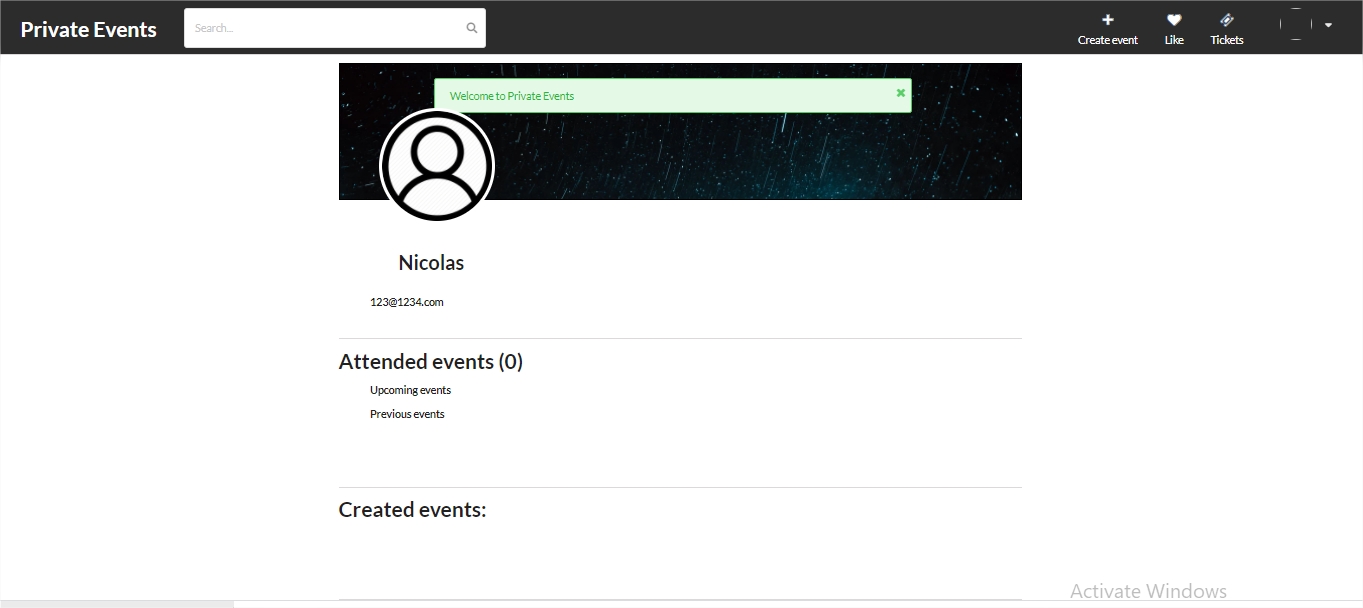 Private Events
Search...
Create event
Like
Tickets
Welcome to Private Events
Nicolas
123@1234.com
Attended events (0)
Upcoming events
Previous events
Created events:
Activate Windows